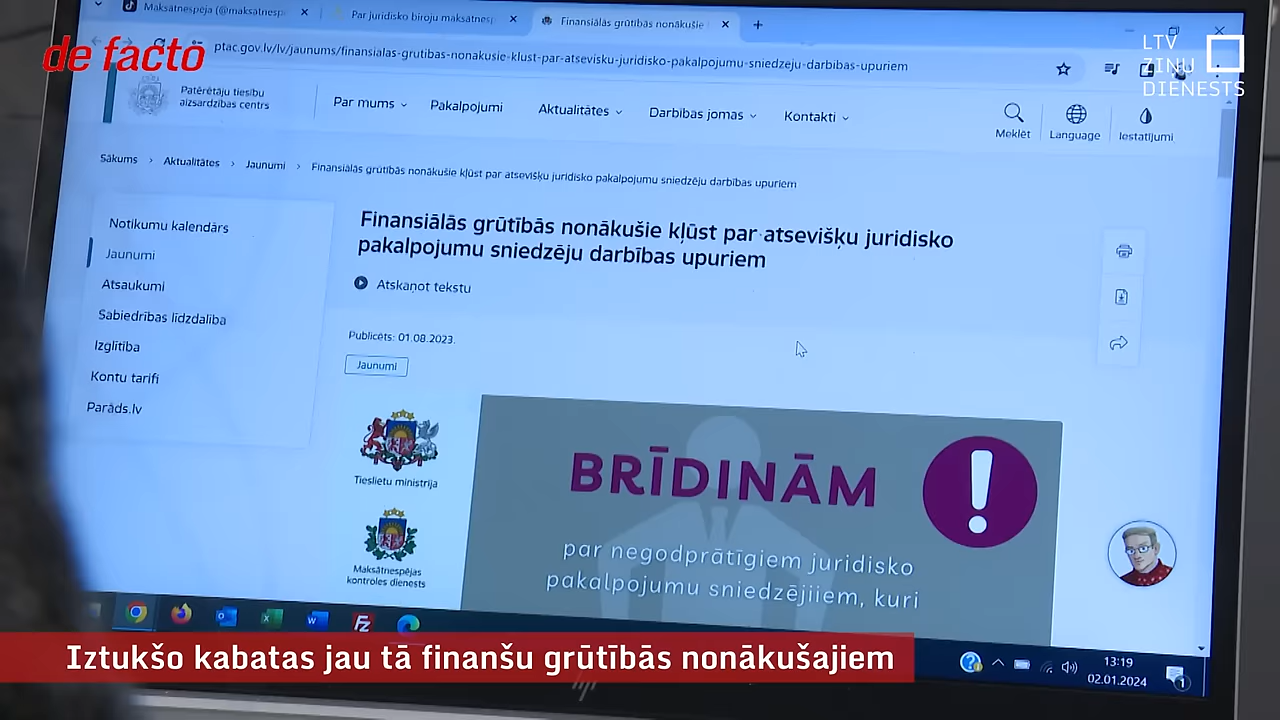 Maksātnespēja (@maksatnesp
Par juridisko biroju maksātnesp
Finansiālās grūtībās nonākušie
ptac.gov.lv/lv/jaunums/finansialas-grutibas-nonakusie-klust-par-atsevisku-juridisko-pakalpojumu-sniedzeju-darbibas-upuriem
de facto
LTV
ZIŅU
DIENESTS
Patērētāju tiesību
aizsardzības centrs
Par mums
Pakalpojumi
Aktualitātes
Darbības jomas
Kontakti
Meklēt
Language
Iestatījumi
Sākums > Aktualitātes > Jaunumi > Finansiālās grūtībās nonākušie kļūst par atsevišķu juridisko pakalpojumu sniedzēju darbības upuriem
Notikumu kalendārs
Jaunumi
Atsaukumi
Sabiedrības līdzdalība
Izglītība
Kontu tarifi
Parāds.lv
Finansiālās grūtībās nonākušie kļūst par atsevišķu juridisko
pakalpojumu sniedzēju darbības upuriem
Atskaņot tekstu
Publicēts: 01.08.2023.
Jaunumi
Tieslietu ministrija
Maksātnespējas
kontroles dienests
BRĪDINĀM
par negodprātīgiem juridisko
pakalpojumu sniedzējiiem, kuri
Iztukšo kabatas jau tā finanšu grūtībās nonākušajiem
13:19
02.01.2024
1
hp